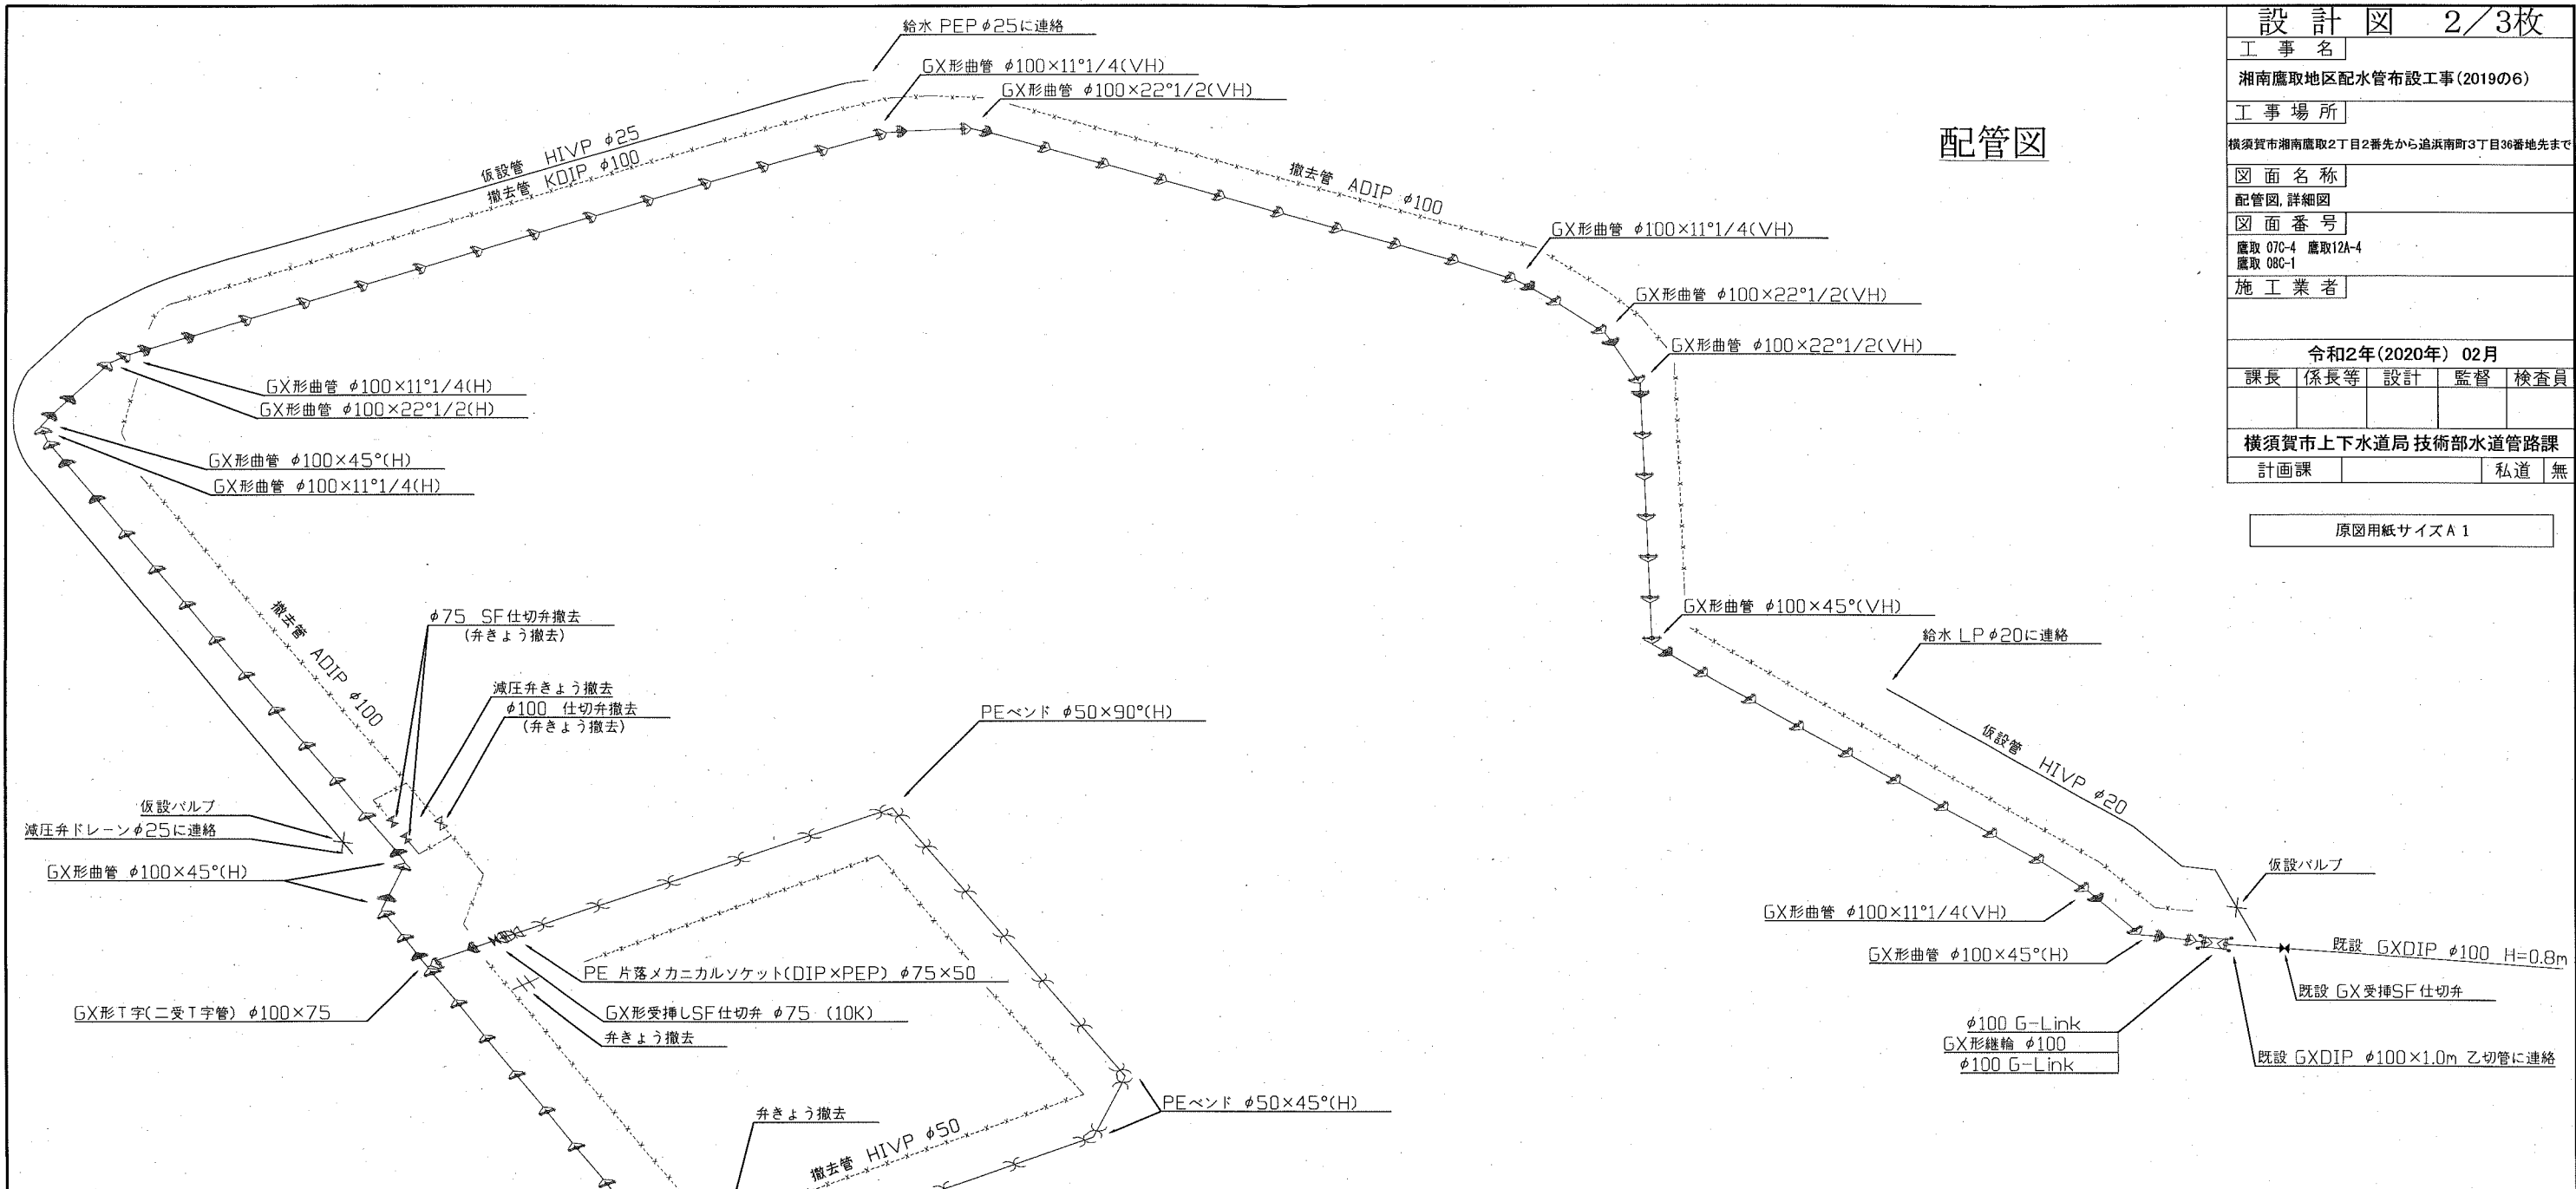 設計図 2/3枚
工事名
湘南鷹取地区配水管布設工事(2019の6)
工事場所
横須賀市湘南鷹取2丁目2番先から追浜南町3丁目36番地先まで
図面名称
配管図,詳細図
図面番号
鷹取 07C-4 鷹取12A-4
鷹取 08C-1
施工業者
令和2年(2020年) 02月
課長 係長等 設計 監督 検査員
横須賀市上下水道局 技術部水道管路課
計画課 私道 無
原図用紙サイズA1
配管図
給水 PEP φ25に連絡
GX形曲管 φ100×11°1/4(VH)
GX形曲管 φ100×22°1/2(VH)
仮設管 HIVP φ25
撤去管 KDIP φ100
撤去管 ADIP φ100
GX形曲管 φ100×11°1/4(VH)
GX形曲管 φ100×22°1/2(VH)
GX形曲管 φ100×22°1/2(VH)
GX形曲管 φ100×11°1/4(H)
GX形曲管 φ100×22°1/2(H)
GX形曲管 φ100×45°(H)
GX形曲管 φ100×11°1/4(H)
撤去管 ADIP φ100
φ75 SF仕切弁撤去
(弁きょう撤去)
減圧弁きょう撤去
φ100 仕切弁撤去
(弁きょう撤去)
GX形曲管 φ100×45°(VH)
給水 LP φ20に連絡
仮設管 HIVP φ20
PEベンド φ50×90°(H)
仮設バルブ
減圧弁ドレーンφ25に連絡
GX形曲管 φ100×45°(H)
仮設バルブ
GX形曲管 φ100×11°1/4(VH)
GX形曲管 φ100×45°(H)
既設 GXDIP φ100 H=0.8m
既設 GX受挿SF仕切弁
PE 片落メカニカルソケット(DIP×PEP) φ75×50
GX形T字(二受T字管) φ100×75
GX形受挿しSF仕切弁 φ75 (10K)
弁きょう撤去
φ100 G-Link
GX形継輪 φ100
φ100 G-Link
既設 GXDIP φ100×1.0m 乙切管に連絡
PEベンド φ50×45°(H)
弁きょう撤去
撤去管 HIVP φ50